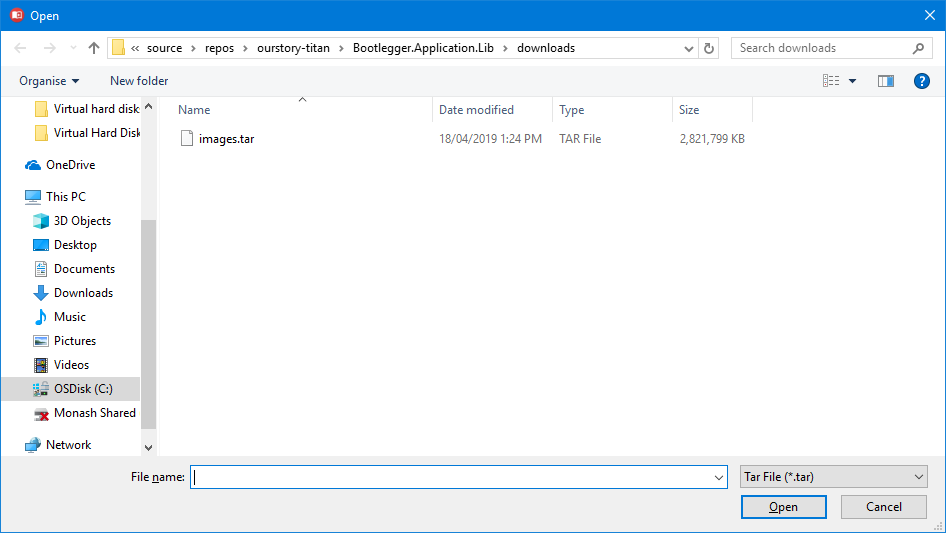 Open
« source › repos › ourstory-titan › Bootlegger.Application.Lib › downloads
Search downloads
Organise
New folder
Name
Date modified
Type
Size
images.tar
18/04/2019 1:24 PM
TAR File
2,821,799 KB
Virtual hard disk
Virtual Hard Disk
OneDrive
This PC
3D Objects
Desktop
Documents
Downloads
Music
Pictures
Videos
OSDisk (C:)
Monash Shared
Network
File name:
Tar File (*.tar)
Open
Cancel